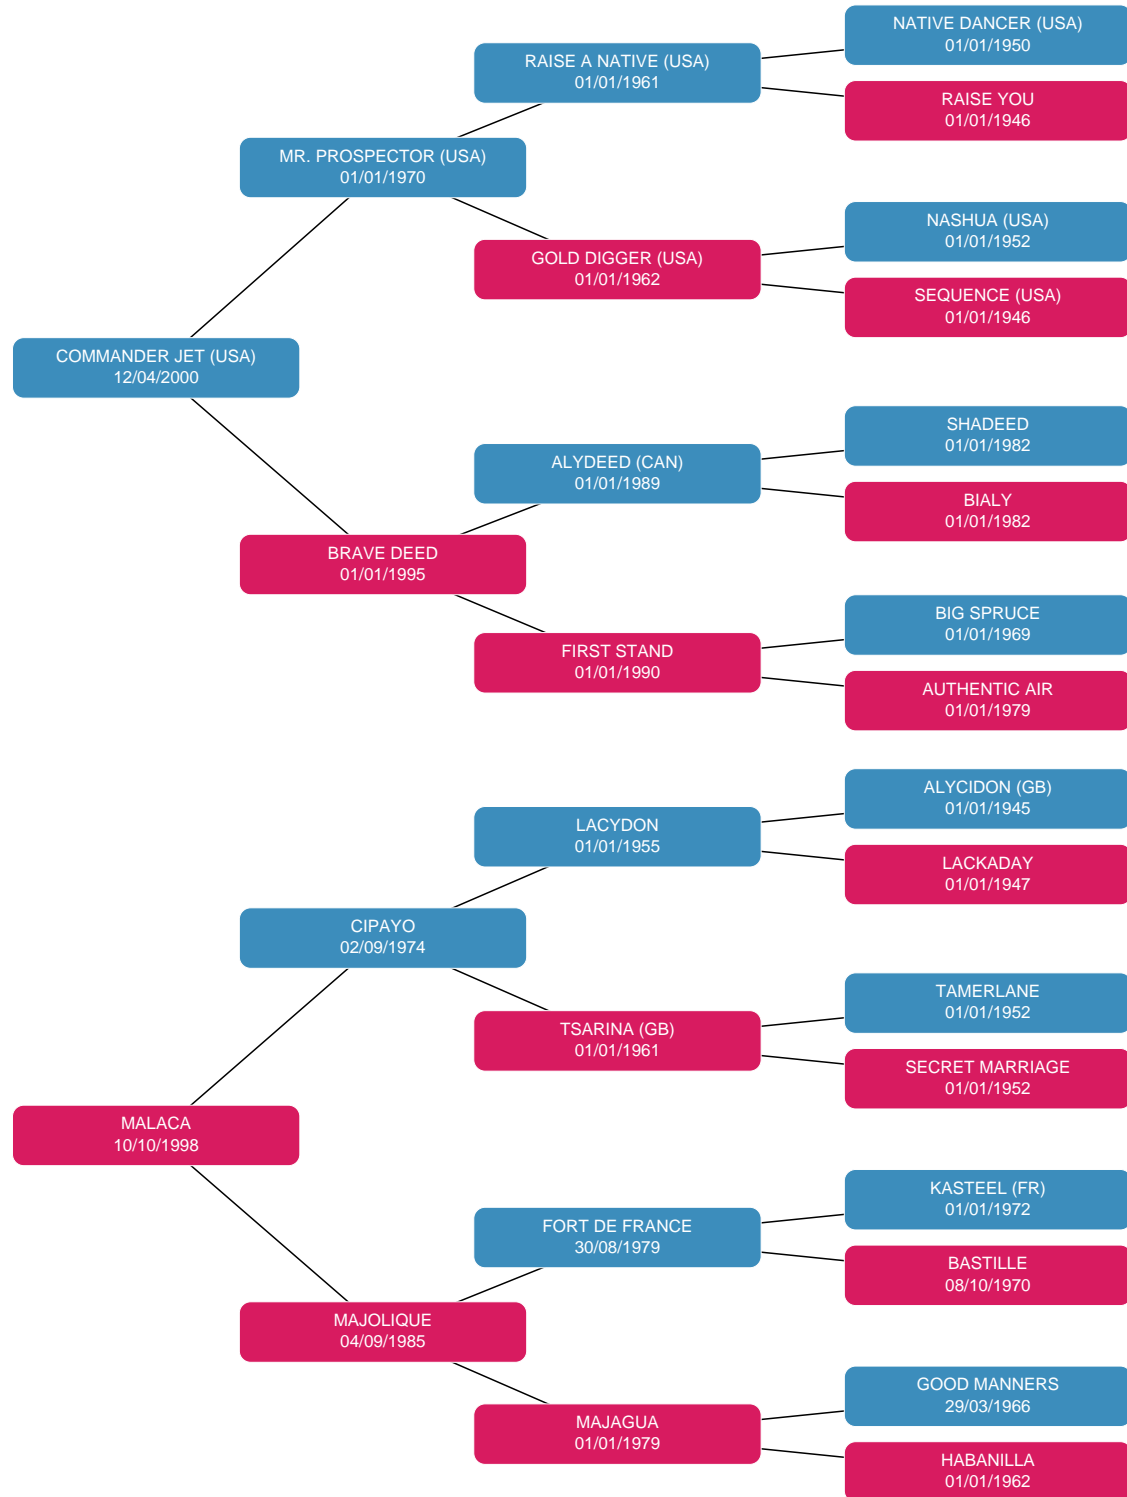 NATIVE DANCER (USA)
01/01/1950
RAISE A NATIVE (USA)
01/01/1961
RAISE YOU
01/01/1946
MR. PROSPECTOR (USA)
01/01/1970
NASHUA (USA)
01/01/1952
GOLD DIGGER (USA)
01/01/1962
SEQUENCE (USA)
01/01/1946
COMMANDER JET (USA)
12/04/2000
SHADEED
01/01/1982
ALYDEED (CAN)
01/01/1989
BIALY
01/01/1982
BRAVE DEED
01/01/1995
BIG SPRUCE
01/01/1969
FIRST STAND
01/01/1990
AUTHENTIC AIR
01/01/1979
ALYCIDON (GB)
01/01/1945
LACYDON
01/01/1955
LACKADAY
01/01/1947
CIPAYO
02/09/1974
TAMERLANE
01/01/1952
TSARINA (GB)
01/01/1961
SECRET MARRIAGE
01/01/1952
MALACA
10/10/1998
KASTEEL (FR)
01/01/1972
FORT DE FRANCE
30/08/1979
BASTILLE
08/10/1970
MAJOLIQUE
04/09/1985
GOOD MANNERS
29/03/1966
MAJAGUA
01/01/1979
HABANILLA
01/01/1962